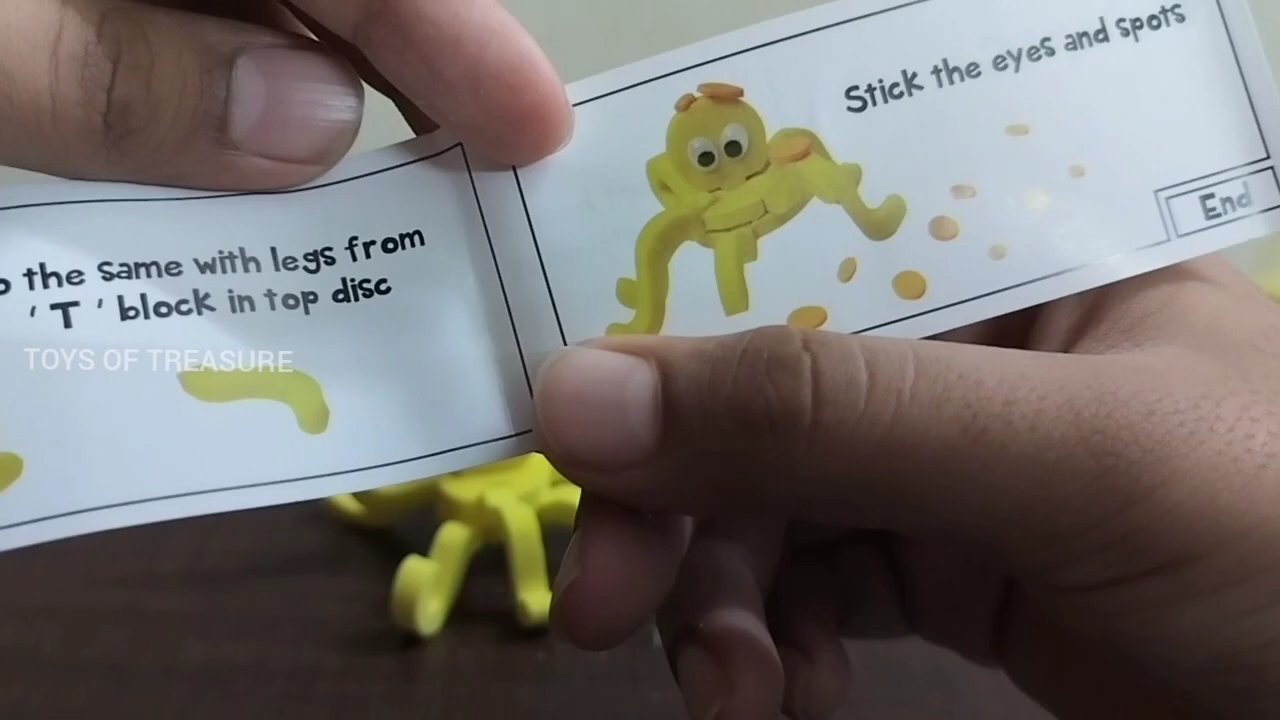 the same with legs from
' T ' block in top disc
TOYS OF TREASURE
Stick the eyes and spots
End